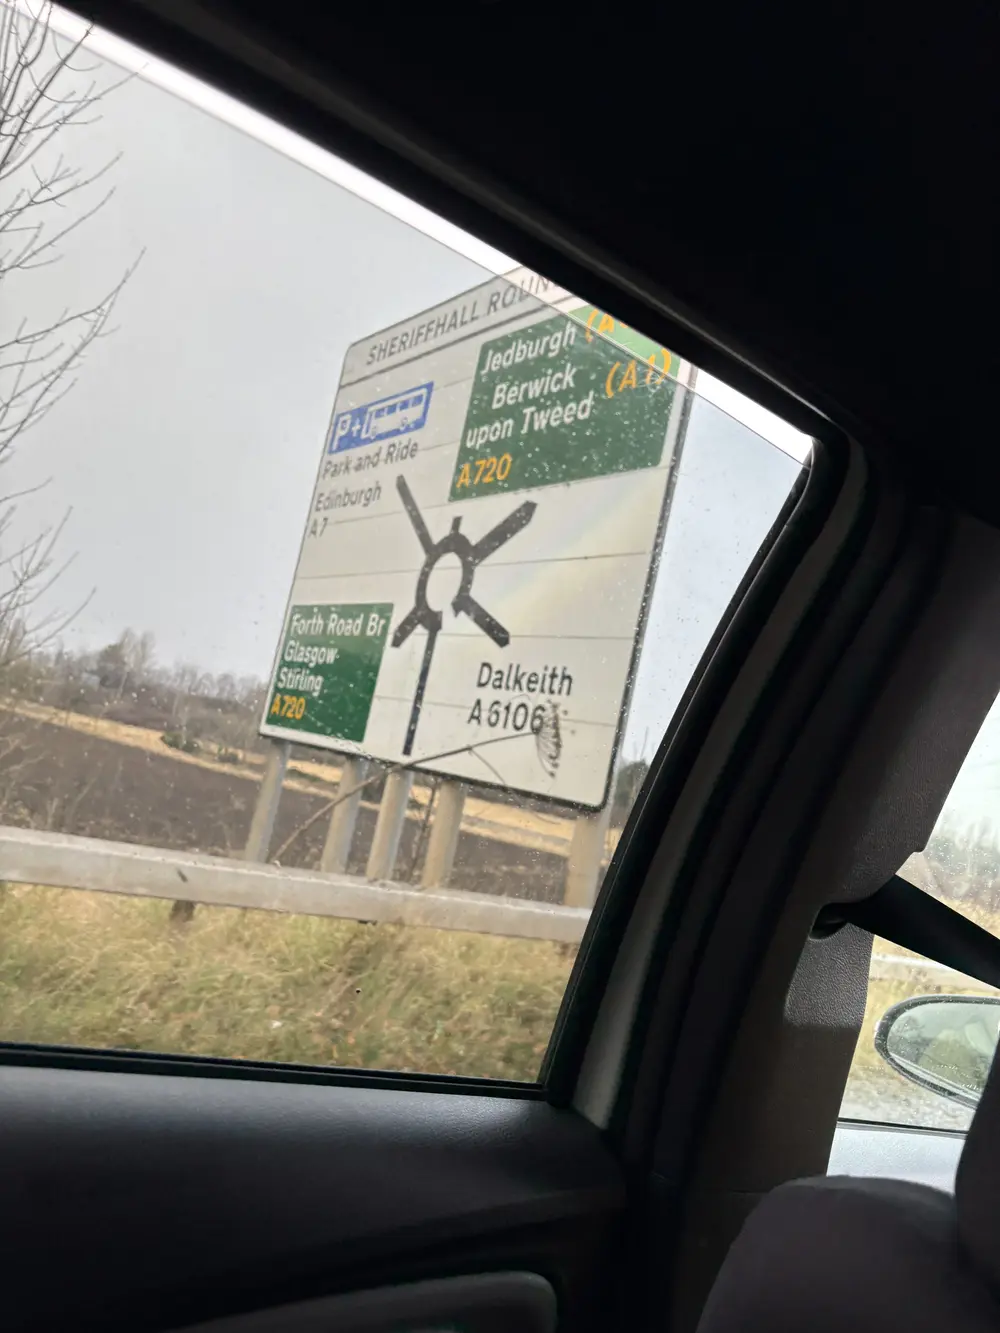 SHERIFFHALL
Jedburgh
Berwick (A1)
upon Tweed
A720
P+
Park and Ride
Edinburgh
A7
Forth Road Br
Glasgow
Stirling
A720
Dalkeith
A6106